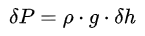 δP = ρ · g · δh